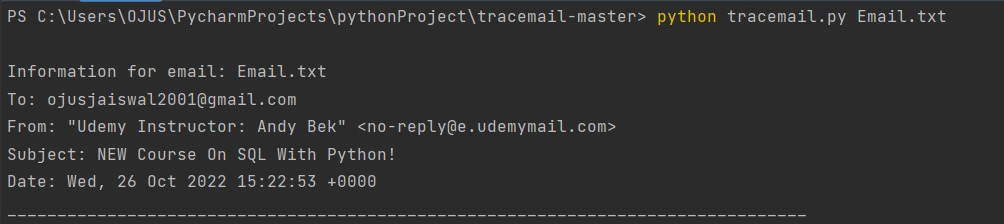 PS C:\Users\OJUS\PycharmProjects\pythonProject\tracemail-master> python tracemail.py Email.txt
Information for email: Email.txt
To: ojusjaiswal2001@gmail.com
From: "Udemy Instructor: Andy Bek" <no-reply@e.udemymail.com>
Subject: NEW Course On SQL With Python!
Date: Wed, 26 Oct 2022 15:22:53 +0000
________________________________________________________________________________